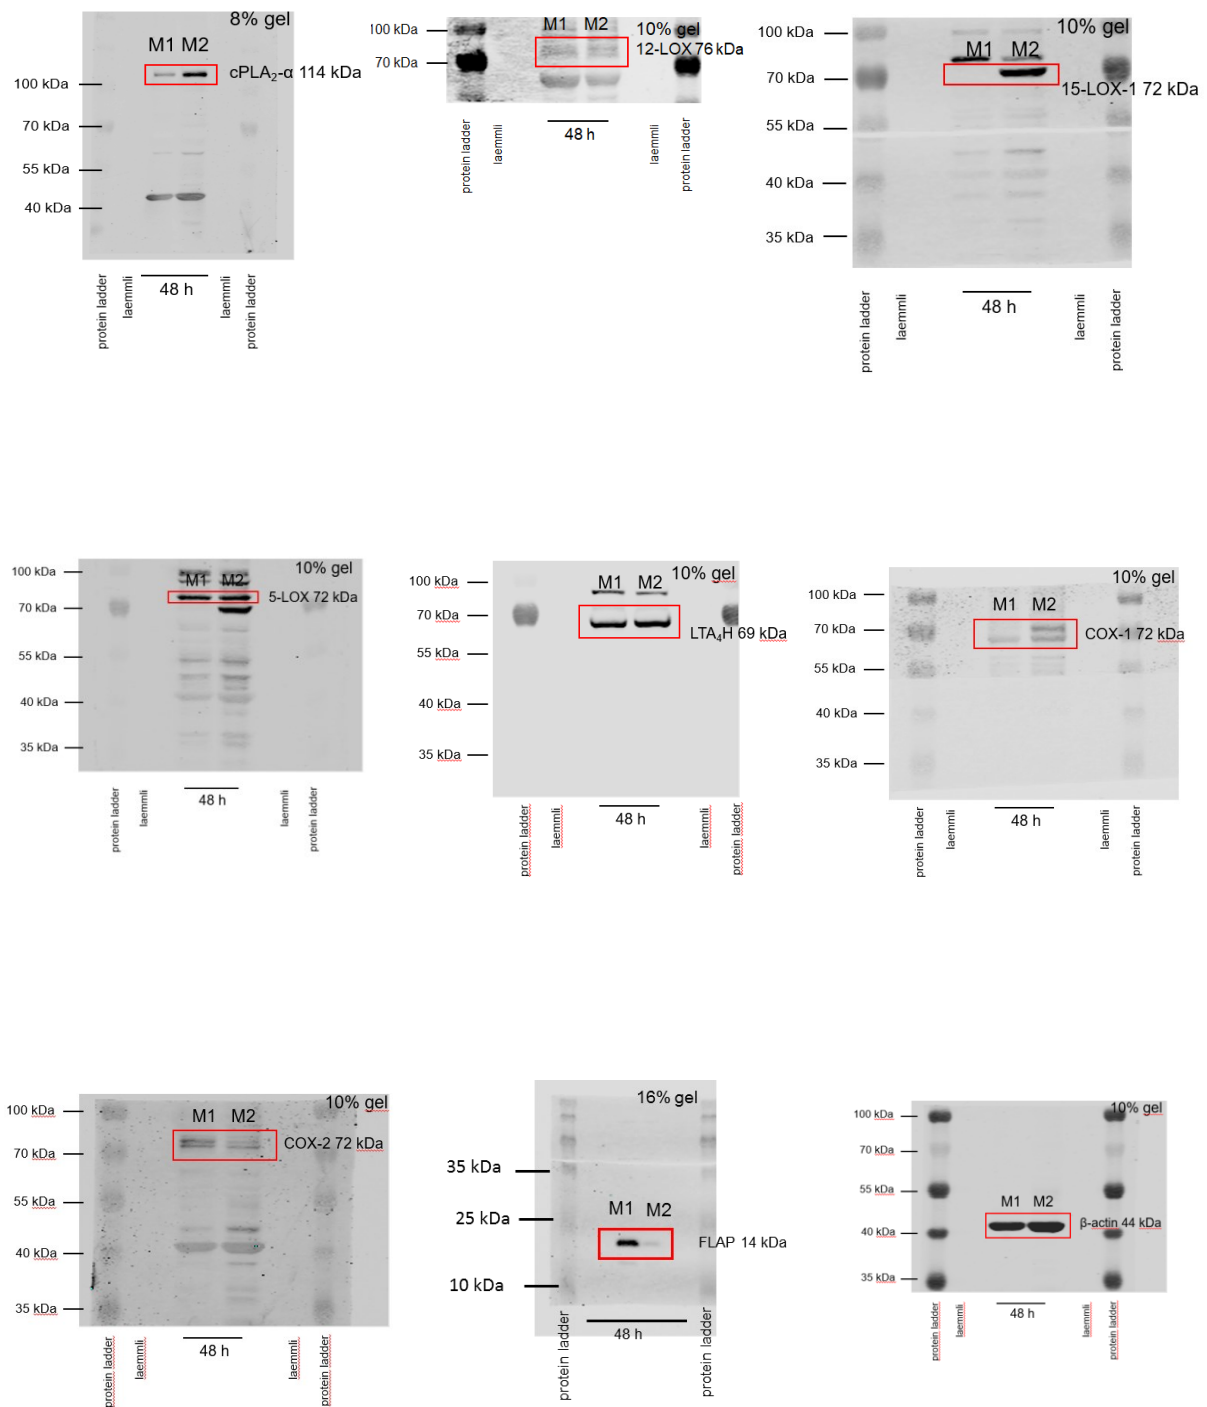 8% gel
M1 M2
cPLA₂-α 114 kDa
100 kDa
70 kDa
55 kDa
40 kDa
protein ladder
laemmli
48 h
laemmli
protein ladder
M1 M2
10% gel
100 kDa
12-LOX 76 kDa
70 kDa
protein ladder
laemmli
48 h
laemmli
protein ladder
10% gel
100 kDa
M1 M2
70 kDa
15-LOX-1 72 kDa
55 kDa
40 kDa
35 kDa
protein ladder
laemmli
48 h
laemmli
protein ladder
10% gel
100 kDa
M1 M2
5-LOX 72 kDa
70 kDa
55 kDa
40 kDa
35 kDa
protein ladder
laemmli
48 h
laemmli
protein ladder
10% gel
100 kDa
M1 M2
70 kDa
LTA₄H 69 kDa
55 kDa
40 kDa
35 kDa
protein ladder
laemmli
48 h
laemmli
protein ladder
10% gel
100 kDa
M1 M2
70 kDa
COX-1 72 kDa
55 kDa
40 kDa
35 kDa
protein ladder
laemmli
48 h
laemmli
protein ladder
10% gel
100 kDa
M1 M2
COX-2 72 kDa
70 kDa
55 kDa
40 kDa
35 kDa
protein ladder
laemmli
48 h
laemmli
protein ladder
16% gel
35 kDa
M1 M2
25 kDa
FLAP 14 kDa
10 kDa
protein ladder
48 h
protein ladder
10% gel
100 kDa
70 kDa
55 kDa
M1 M2
β-actin 44 kDa
40 kDa
35 kDa
protein ladder
laemmli
48 h
laemmli
protein ladder